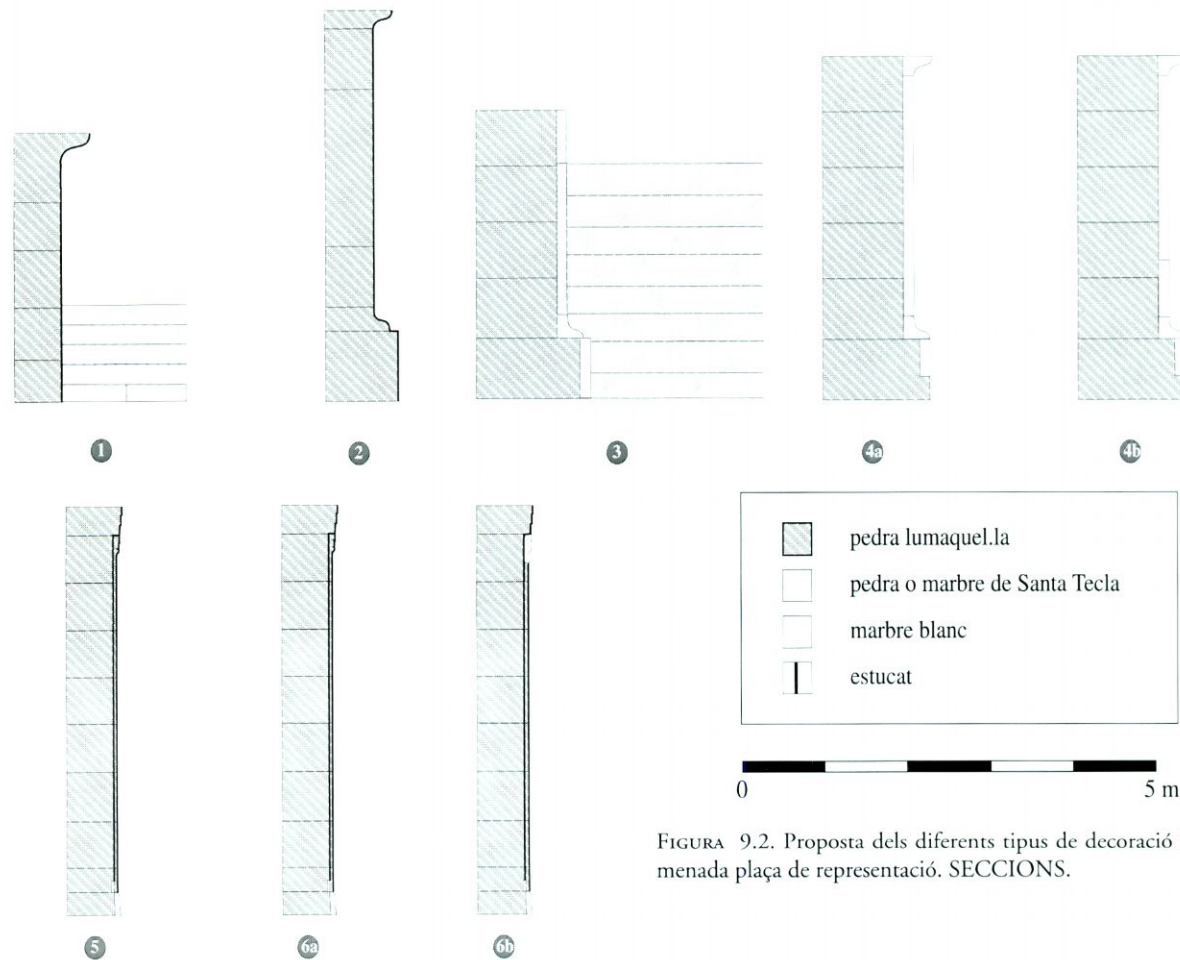 1
2
3
4a
4b
pedra lumaquel.la
pedra o marbre de Santa Tecla
marbre blanc
estucat
0
5 m
5
6a
6b
FIGURA 9.2. Proposta dels diferents tipus de decoració
menada plaça de representació. SECCIONS.